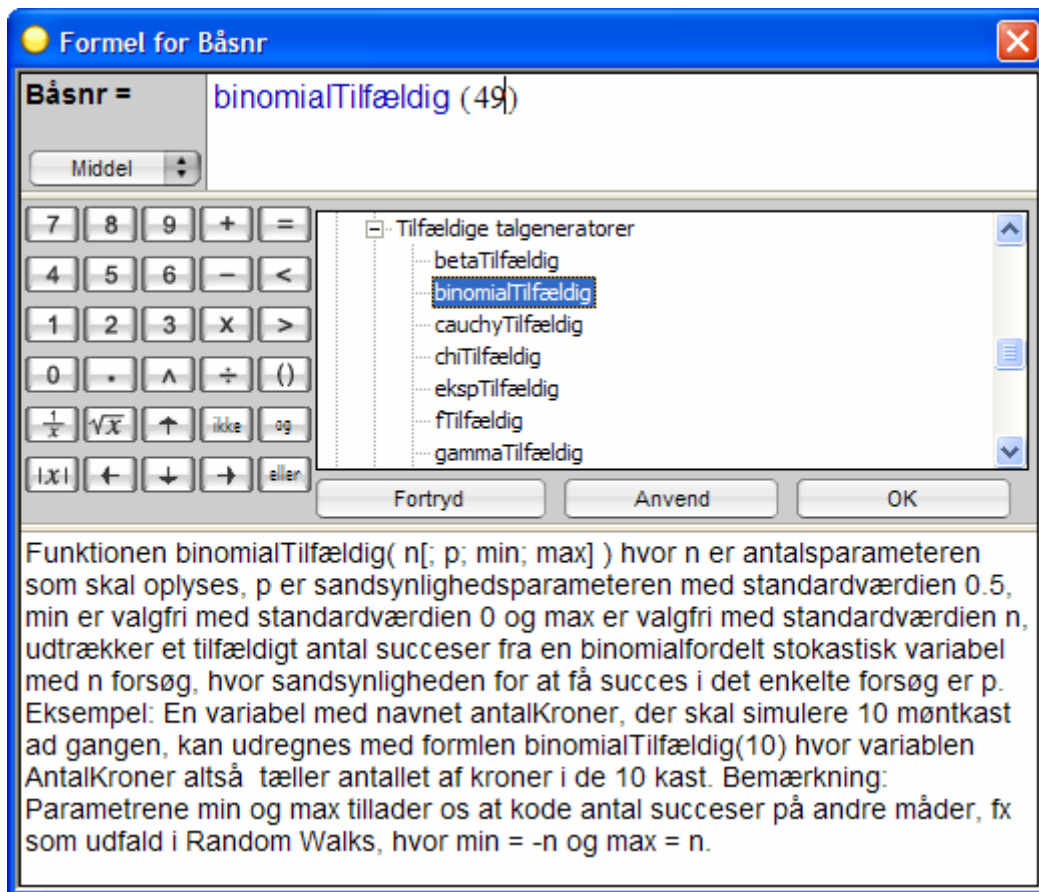 Formel for Båsnr
Båsnr = binomialTilfældig (49)
Middel
7 8 9 + =
4 5 6 − <
1 2 3 x >
0 . ^ ÷ ()
1/x √x ↑ ikke og
|x| ← ↓ → eller
Tilfældige talgeneratorer
betaTilfældig
binomialTilfældig
cauchyTilfældig
chiTilfældig
ekspTilfældig
fTilfældig
gammaTilfældig
Fortryd Anvend OK
Funktionen binomialTilfældig( n[; p; min; max] ) hvor n er antalsparameteren
som skal oplyses, p er sandsynlighedsparameteren med standardværdien 0.5,
min er valgfri med standardværdien 0 og max er valgfri med standardværdien n,
udtrækker et tilfældigt antal succeser fra en binomialfordelt stokastisk variabel
med n forsøg, hvor sandsynligheden for at få succes i det enkelte forsøg er p.
Eksempel: En variabel med navnet antalKroner, der skal simulere 10 møntkast
ad gangen, kan udregnes med formlen binomialTilfældig(10) hvor variablen
AntalKroner altså tæller antallet af kroner i de 10 kast. Bemærkning:
Parametrene min og max tillader os at kode antal succeser på andre måder, fx
som udfald i Random Walks, hvor min = -n og max = n.